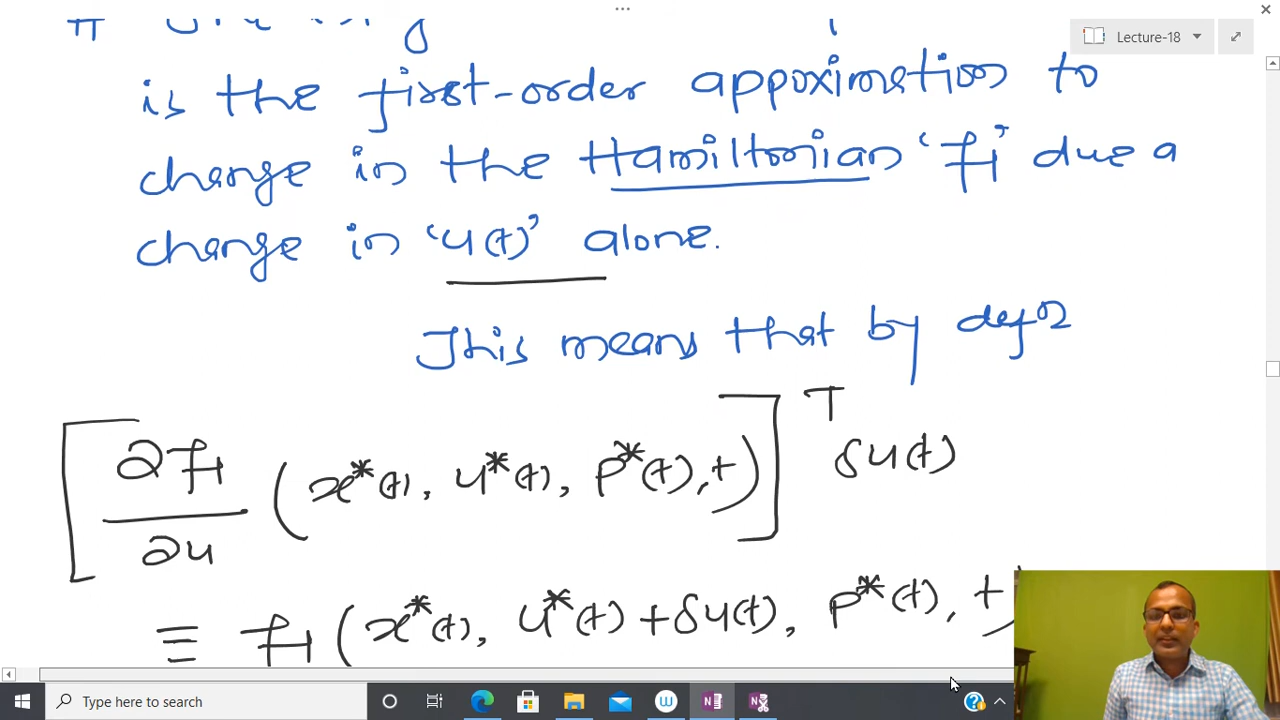 Lecture-18
is the first-order appoximation to
change in the Hamiltonian 'H' due a
change in 'u(t)' alone.
This means that by defn
[∂H/∂u (x*(t), u*(t), p*(t), t)]ᵀ δu(t)
≡ H (x*(t), u*(t) + δu(t), p*(t), t)
Type here to search